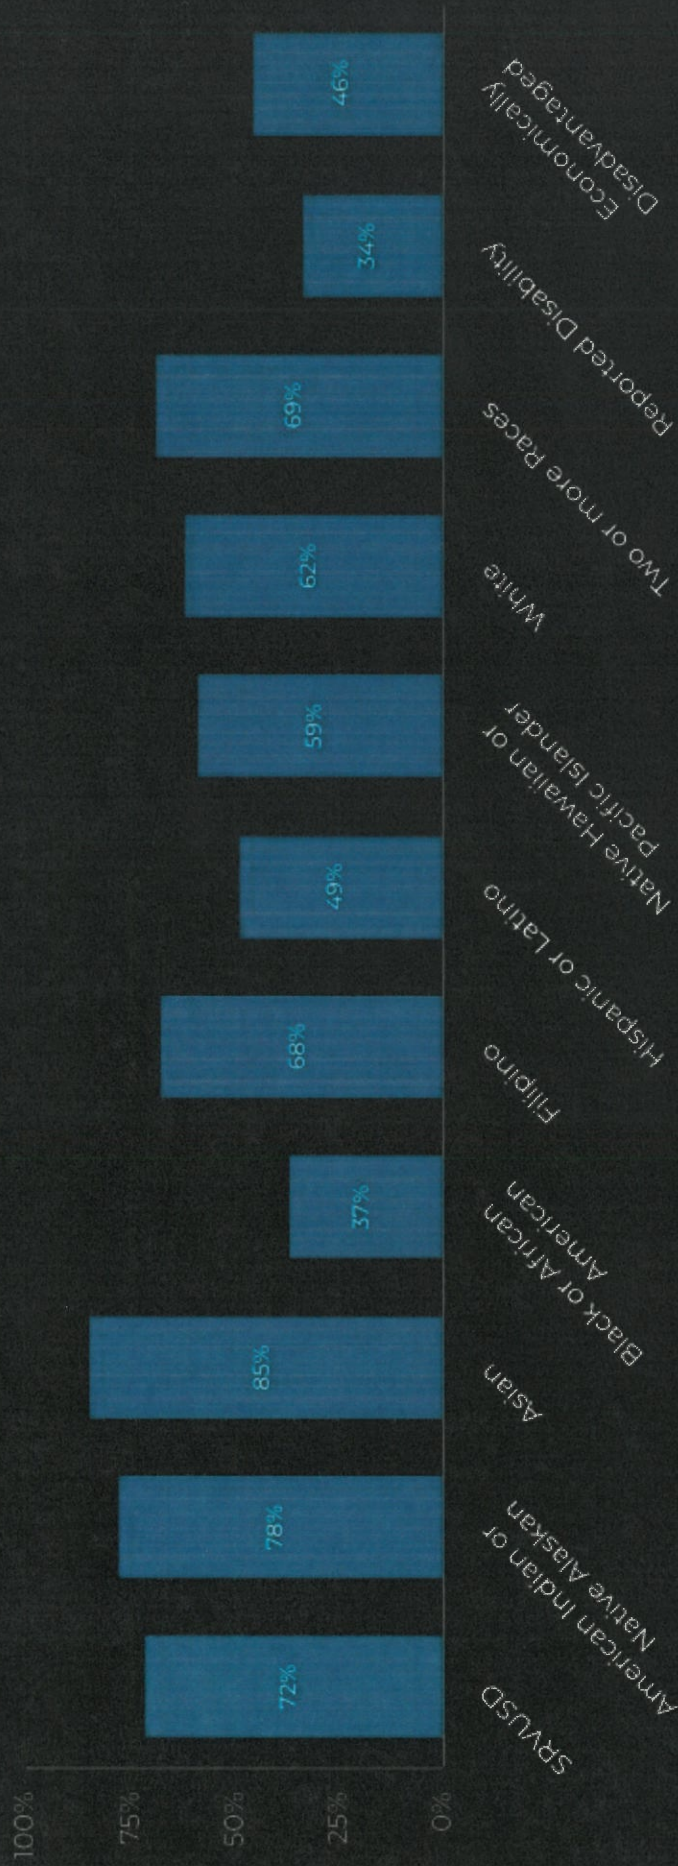 100%
75%
50%
25%
0%
72%
78%
85%
37%
68%
49%
59%
62%
69%
34%
46%
SRVUSD
American Indian or
Native Alaskan
Asian
Black or African
American
Filipino
Hispanic or Latino
Native Hawaiian or
Pacific Islander
White
Two or more Races
Reported Disability
Economically
Disadvantaged